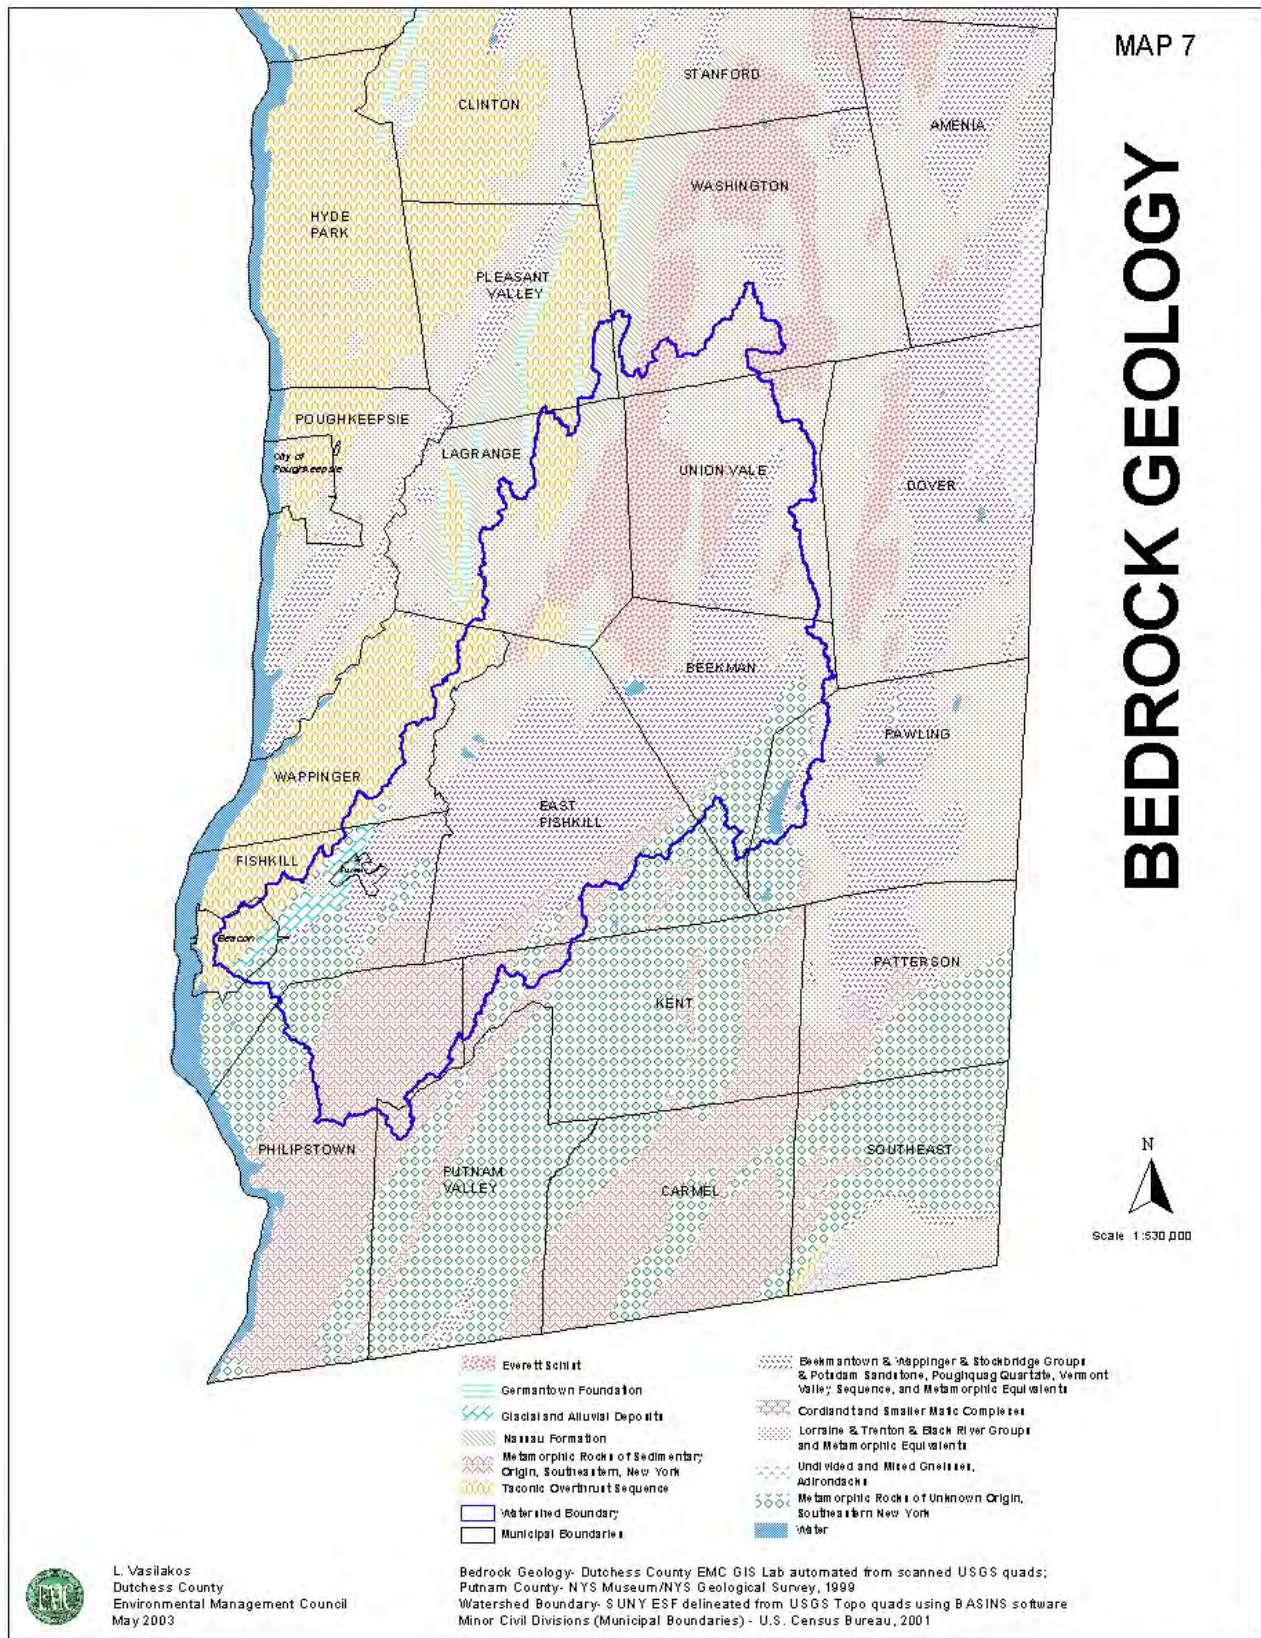 MAP 7
BEDROCK GEOLOGY
STANFORD
CLINTON
AMENIA
WASHINGTON
HYDE
PARK
PLEASANT
VALLEY
POUGHKEEPSIE
City of
Poughkeepsie
LAGRANGE
UNION VALE
DOVER
BEEKMAN
PAWLING
WAPPINGER
EAST
FISHKILL
FISHKILL
Beacon
PATTERSON
KENT
PHILIPSTOWN
PUTNAM
VALLEY
CARMEL
SOUTHEAST
N
Scale 1:530,000
Everett Schist
Germantown Foundation
Glacial and Alluvial Deposits
Nassau Formation
Metamorphic Rocks of Sedimentary
Origin, Southeastern, New York
Taconic Overthrust Sequence
Watershed Boundary
Municipal Boundaries
Beekmantown & Wappinger & Stockbridge Groups
& Potsdam Sandstone, Poughquag Quartzite, Vermont
Valley Sequence, and Metamorphic Equivalents
Cordlandt and Smaller Mafic Complexes
Lorraine & Trenton & Black River Groups
and Metamorphic Equivalents
Undivided and Mixed Gneisses,
Adirondacks
Metamorphic Rocks of Unknown Origin,
Southeastern New York
Water
EMC
L. Vasilakos
Dutchess County
Environmental Management Council
May 2003
Bedrock Geology- Dutchess County EMC GIS Lab automated from scanned USGS quads;
Putnam County- NYS Museum/NYS Geological Survey, 1999
Watershed Boundary- SUNY ESF delineated from USGS Topo quads using BASINS software
Minor Civil Divisions (Municipal Boundaries) - U.S. Census Bureau, 2001